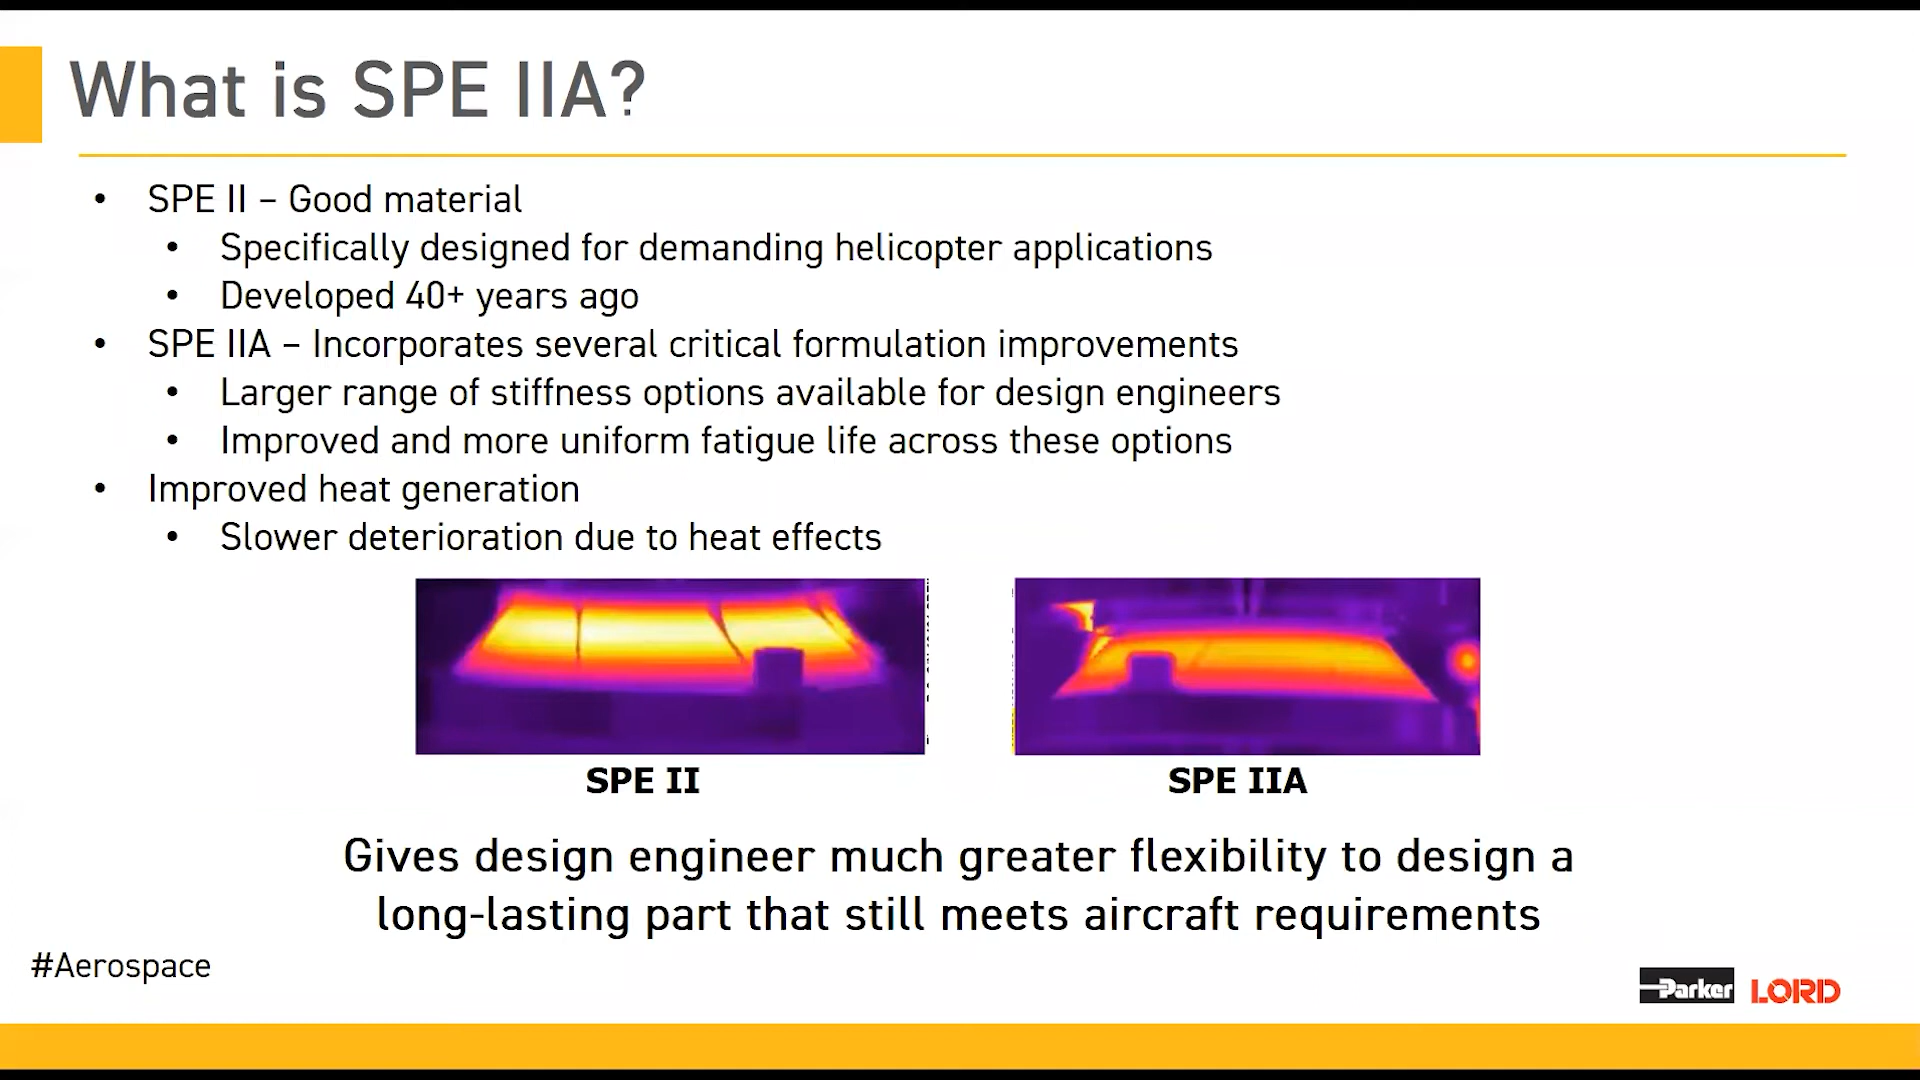 What is SPE IIA?
• SPE II – Good material
• Specifically designed for demanding helicopter applications
• Developed 40+ years ago
• SPE IIA – Incorporates several critical formulation improvements
• Larger range of stiffness options available for design engineers
• Improved and more uniform fatigue life across these options
• Improved heat generation
• Slower deterioration due to heat effects
SPE II
SPE IIA
Gives design engineer much greater flexibility to design a
long-lasting part that still meets aircraft requirements
#Aerospace
Parker LORD